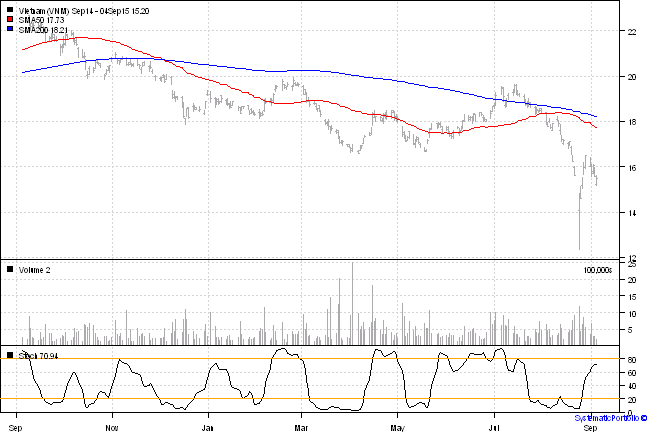 Vietnam (VNM) Sep14 - 04Sep15 15.20
SMA50 17.73
SMA200 18.21
22
20
18
16
14
12
Volume 2
100,000s
25
20
15
10
5
Stoch 70.94
80
60
40
20
0
Sep Nov Jan Mar May Jul Sep
SystematicPortfolio ©